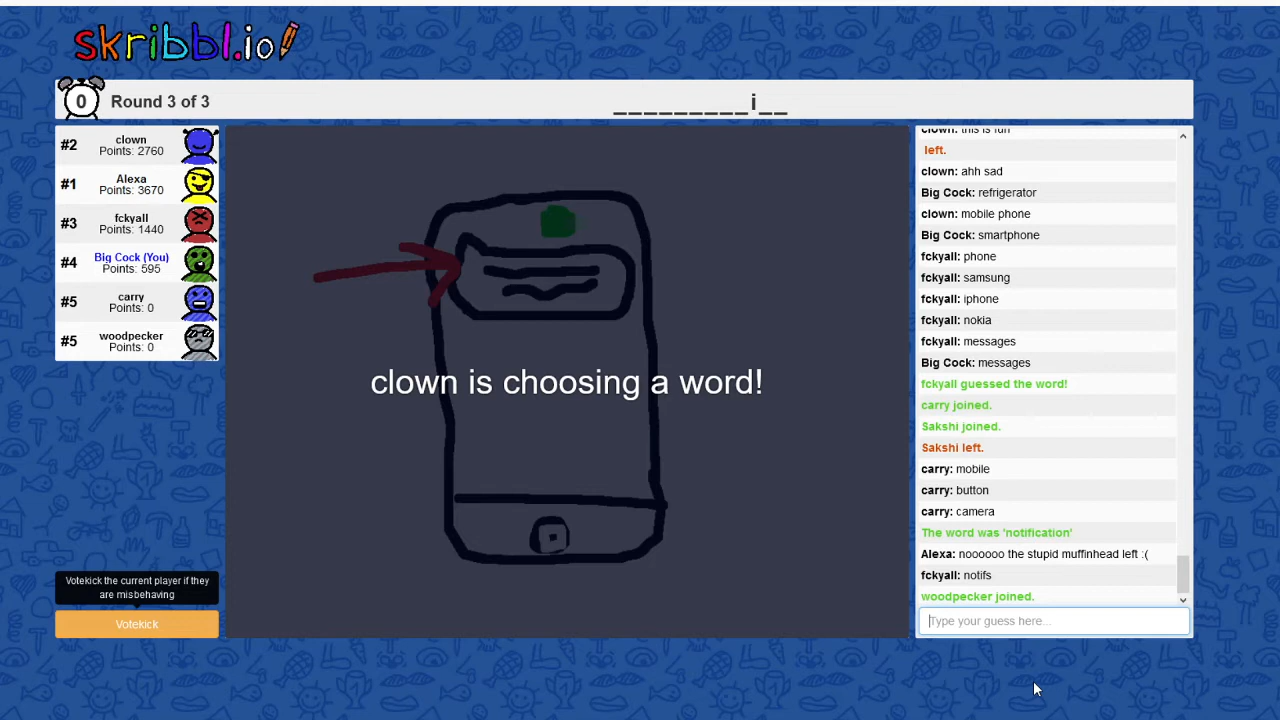 skribbl.io
0
Round 3 of 3
_________i__
#2
clown
Points: 2760
#1
Alexa
Points: 3670
#3
fckyall
Points: 1440
#4
Big Cock (You)
Points: 595
#5
carry
Points: 0
#5
woodpecker
Points: 0
Votekick the current player if they
are misbehaving
Votekick
clown is choosing a word!
clown: this is fun
left.
clown: ahh sad
Big Cock: refrigerator
clown: mobile phone
Big Cock: smartphone
fckyall: phone
fckyall: samsung
fckyall: iphone
fckyall: nokia
fckyall: messages
Big Cock: messages
fckyall guessed the word!
carry joined.
Sakshi joined.
Sakshi left.
carry: mobile
carry: button
carry: camera
The word was 'notification'
Alexa: noooooo the stupid muffinhead left :(
fckyall: notifs
woodpecker joined.
Type your guess here...